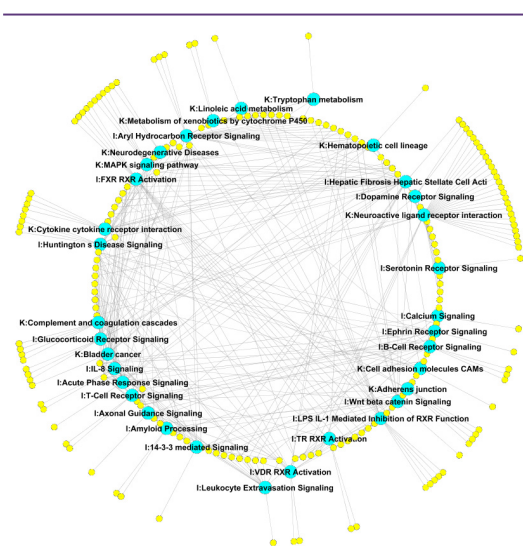 K:Tryptophan metabolism
K:Linoleic acid metabolism
K:Metabolism of xenobiotics by cytochrome P450
I:Aryl Hydrocarbon Receptor Signaling
K:Hematopoietic cell lineage
K:Neurodegenerative Diseases
K:MAPK signaling pathway
I:FXR RXR Activation
I:Hepatic Fibrosis Hepatic Stellate Cell Acti
I:Dopamine Receptor Signaling
K:Neuroactive ligand receptor interaction
K:Cytokine cytokine receptor interaction
I:Huntington s Disease Signaling
I:Serotonin Receptor Signaling
I:Calcium Signaling
K:Complement and coagulation cascades
I:Ephrin Receptor Signaling
I:Glucocorticoid Receptor Signaling
I:B-Cell Receptor Signaling
K:Bladder cancer
I:IL-8 Signaling
K:Cell adhesion molecules CAMs
I:Acute Phase Response Signaling
K:Adherens junction
I:T-Cell Receptor Signaling
I:Wnt beta catenin Signaling
I:Axonal Guidance Signaling
I:LPS IL-1 Mediated Inhibition of RXR Function
I:Amyloid Processing
I:TR RXR Activation
I:14-3-3 mediated Signaling
I:VDR RXR Activation
I:Leukocyte Extravasation Signaling